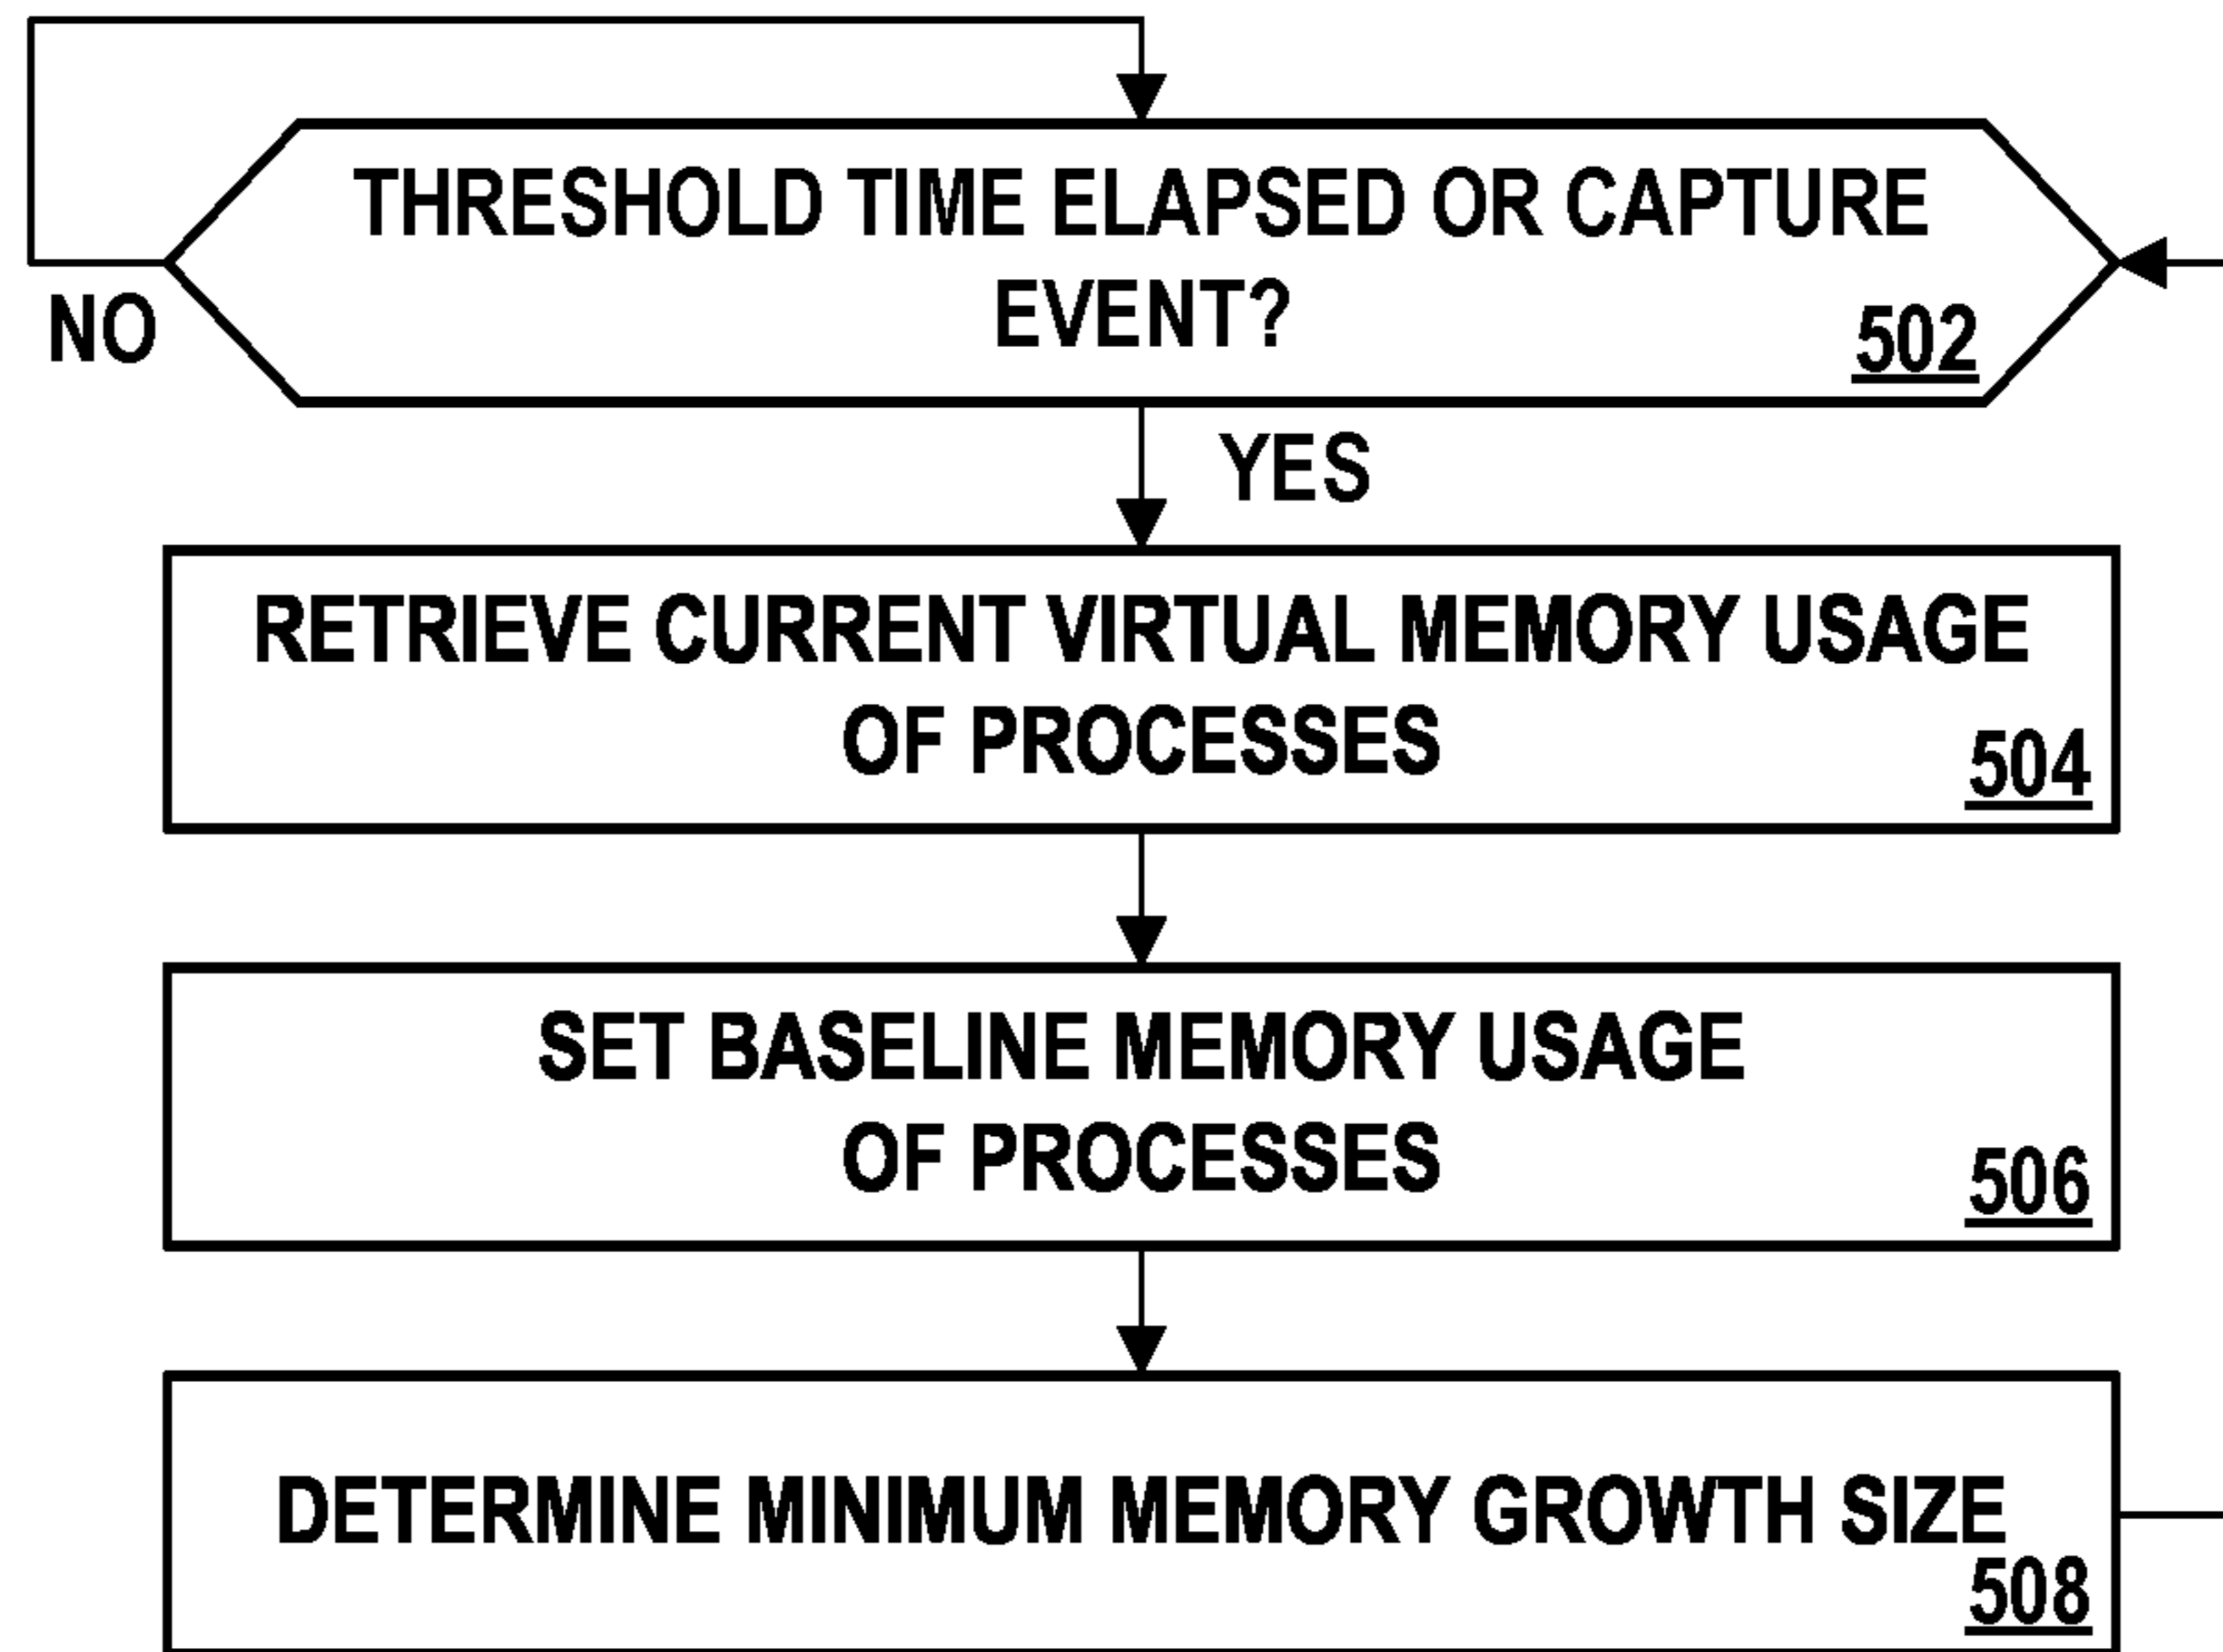 THRESHOLD TIME ELAPSED OR CAPTURE
EVENT?
502
NO
YES
RETRIEVE CURRENT VIRTUAL MEMORY USAGE
OF PROCESSES
504
SET BASELINE MEMORY USAGE
OF PROCESSES
506
DETERMINE MINIMUM MEMORY GROWTH SIZE
508